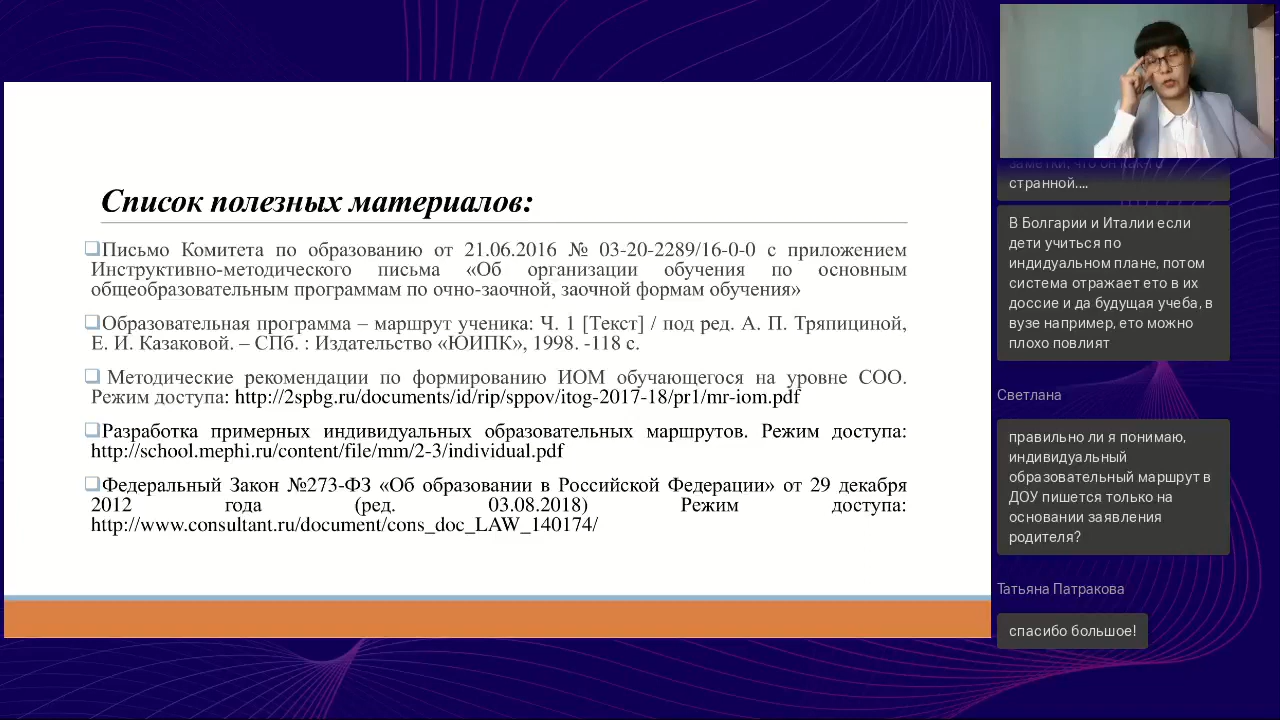 Список полезных материалов:
Письмо Комитета по образованию от 21.06.2016 № 03-20-2289/16-0-0 с приложением
Инструктивно-методического письма «Об организации обучения по основным
общеобразовательным программам по очно-заочной, заочной формам обучения»
Образовательная программа – маршрут ученика: Ч. 1 [Текст] / под ред. А. П. Тряпициной,
Е. И. Казаковой. – СПб. : Издательство «ЮИПК», 1998. -118 с.
Методические рекомендации по формированию ИОМ обучающегося на уровне СОО.
Режим доступа: http://2spbg.ru/documents/id/rip/sppov/itog-2017-18/pr1/mr-iom.pdf
Разработка примерных индивидуальных образовательных маршрутов. Режим доступа:
http://school.mephi.ru/content/file/mm/2-3/individual.pdf
Федеральный Закон №273-ФЗ «Об образовании в Российской Федерации» от 29 декабря
2012 года (ред. 03.08.2018) Режим доступа:
http://www.consultant.ru/document/cons_doc_LAW_140174/
заметки, что он как-то
странной....
В Болгарии и Италии если
дети учиться по
индидуальном плане, потом
система отражает ето в их
доссие и да будущая учеба, в
вузе например, ето можно
плохо повлият
Светлана
правильно ли я понимаю,
индивидуальный
образовательный маршрут в
ДОУ пишется только на
основании заявления
родителя?
Татьяна Патракова
спасибо большое!